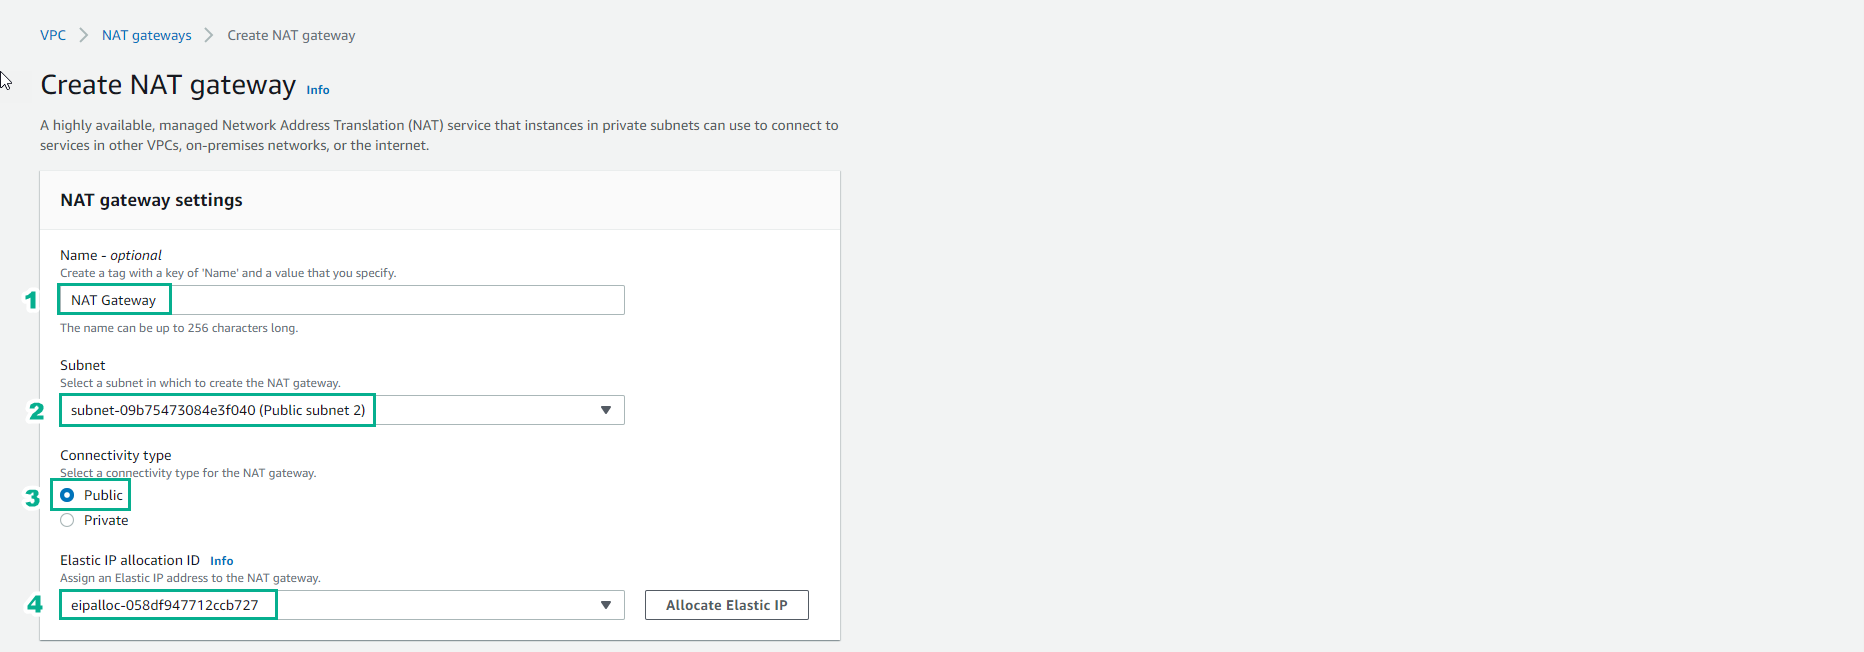 VPC > NAT gateways > Create NAT gateway
Create NAT gateway Info
A highly available, managed Network Address Translation (NAT) service that instances in private subnets can use to connect to
services in other VPCs, on-premises networks, or the internet.
NAT gateway settings
Name - optional
Create a tag with a key of 'Name' and a value that you specify.
1 NAT Gateway
The name can be up to 256 characters long.
Subnet
Select a subnet in which to create the NAT gateway.
2 subnet-09b75473084e3f040 (Public subnet 2)
Connectivity type
Select a connectivity type for the NAT gateway.
3 Public
Private
Elastic IP allocation ID Info
Assign an Elastic IP address to the NAT gateway.
4 eipalloc-058df947712ccb727 Allocate Elastic IP